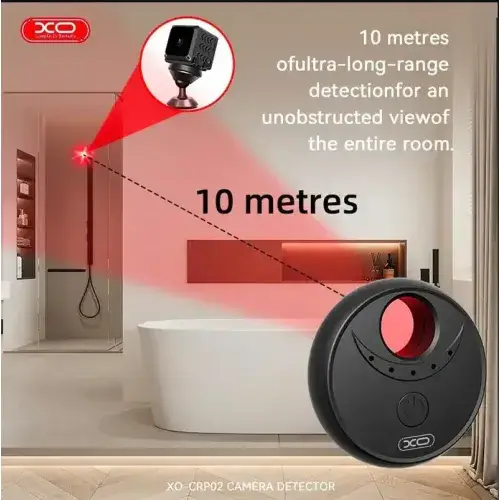 XO
10 metres
ofultra-long-range
detectionfor an
unobstructed viewof
the entire room.
10 metres
XO
XO-CRP02 CAMERA DETECTOR